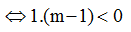 ⇔ 1.(m−1) < 0